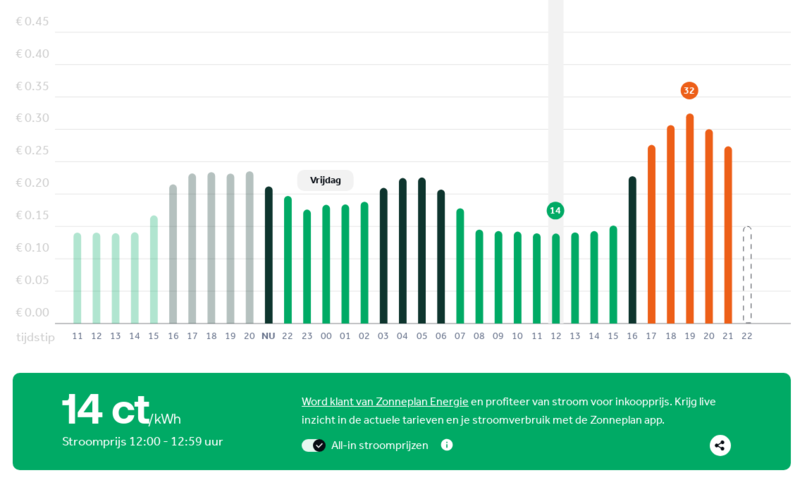 € 0.45
€ 0.40
€ 0.35
€ 0.30
€ 0.25
€ 0.20
€ 0.15
€ 0.10
€ 0.05
€ 0.00
32
Vrijdag
14
tijdstip 11 12 13 14 15 16 17 18 19 20 NU 22 23 00 01 02 03 04 05 06 07 08 09 10 11 12 13 14 15 16 17 18 19 20 21 22
14 ct/kWh
Stroomprijs 12:00 - 12:59 uur
Word klant van Zonneplan Energie en profiteer van stroom voor inkoopprijs. Krijg live
inzicht in de actuele tarieven en je stroomverbruik met de Zonneplan app.
All-in stroomprijzen i